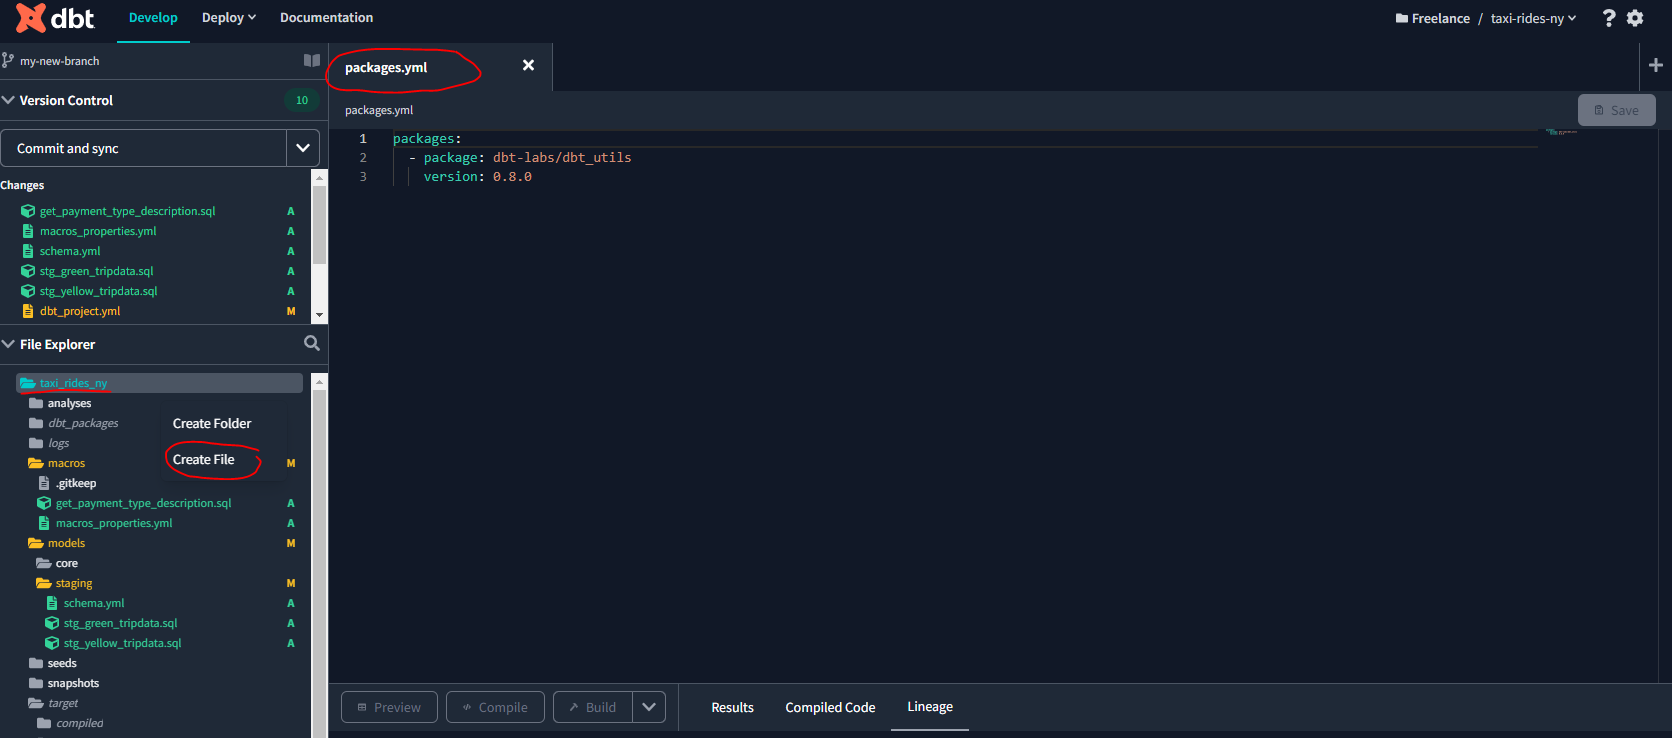 dbt
Develop
Deploy
Documentation
Freelance / taxi-rides-ny
?
my-new-branch
Version Control
10
Commit and sync
Changes
get_payment_type_description.sql A
macros_properties.yml A
schema.yml A
stg_green_tripdata.sql A
stg_yellow_tripdata.sql A
dbt_project.yml M
File Explorer
taxi_rides_ny
analyses
dbt_packages
logs
macros M
.gitkeep
get_payment_type_description.sql A
macros_properties.yml A
models M
core
staging M
schema.yml A
stg_green_tripdata.sql A
stg_yellow_tripdata.sql A
seeds
snapshots
target
compiled
Create Folder
Create File
packages.yml
packages.yml
Save
1 packages:
2 - package: dbt-labs/dbt_utils
3 version: 0.8.0
Preview
Compile
Build
Results
Compiled Code
Lineage